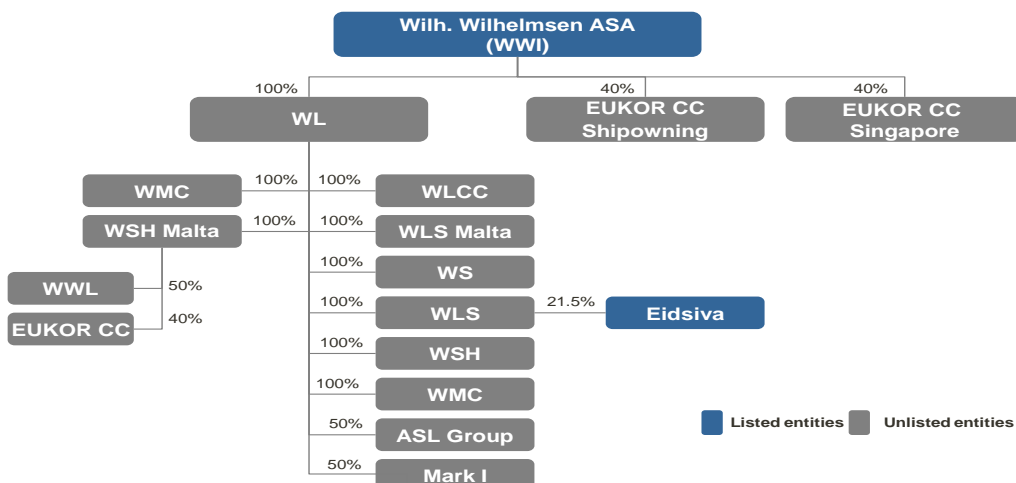 Wilh. Wilhelmsen ASA
(WWI)
100%
40%
40%
WL
EUKOR CC
Shipowning
EUKOR CC
Singapore
WMC
100%
100%
WLCC
WSH Malta
100%
100%
WLS Malta
WWL
50%
100%
WS
EUKOR CC
40%
100%
WLS
21.5%
Eidsiva
100%
WSH
100%
WMC
50%
ASL Group
50%
Mark I
Listed entities
Unlisted entities